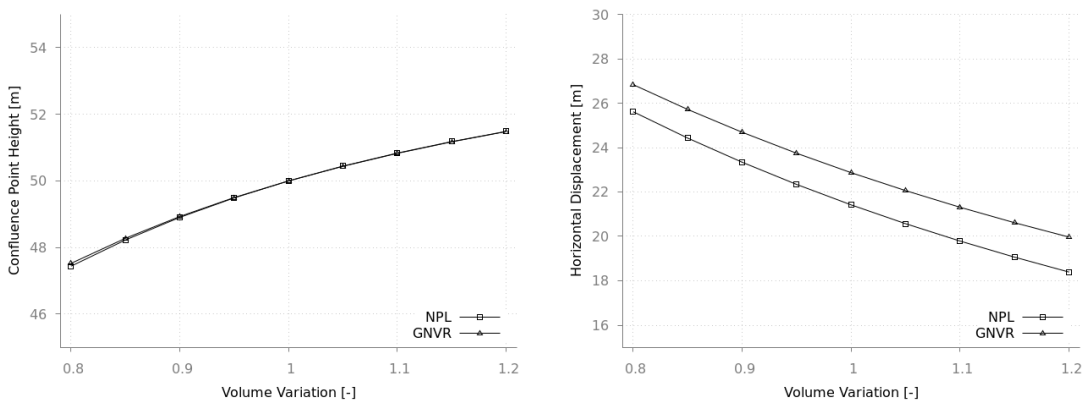 54
52
50
48
46
Confluence Point Height [m]
NPL
GNVR
0.8 0.9 1 1.1 1.2
Volume Variation [-]
30
28
26
24
22
20
18
16
Horizontal Displacement [m]
NPL
GNVR
0.8 0.9 1 1.1 1.2
Volume Variation [-]